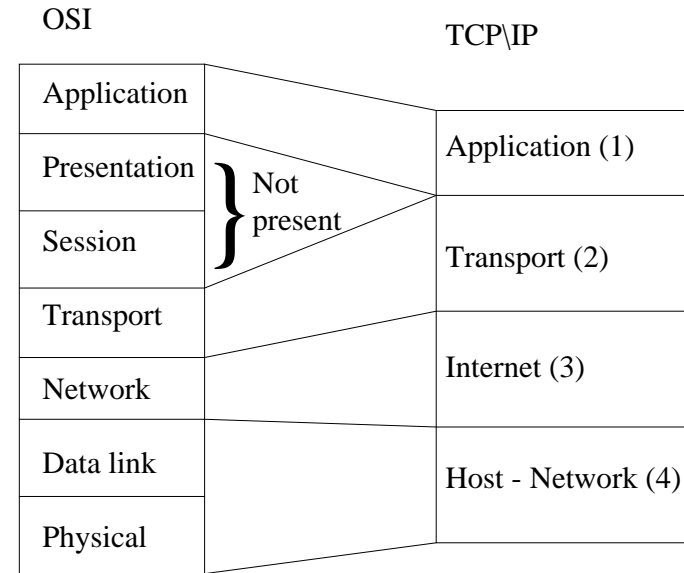 OSI
TCP\IP
Application
Presentation
Session
Transport
Network
Data link
Physical
Not
present
Application (1)
Transport (2)
Internet (3)
Host - Network (4)